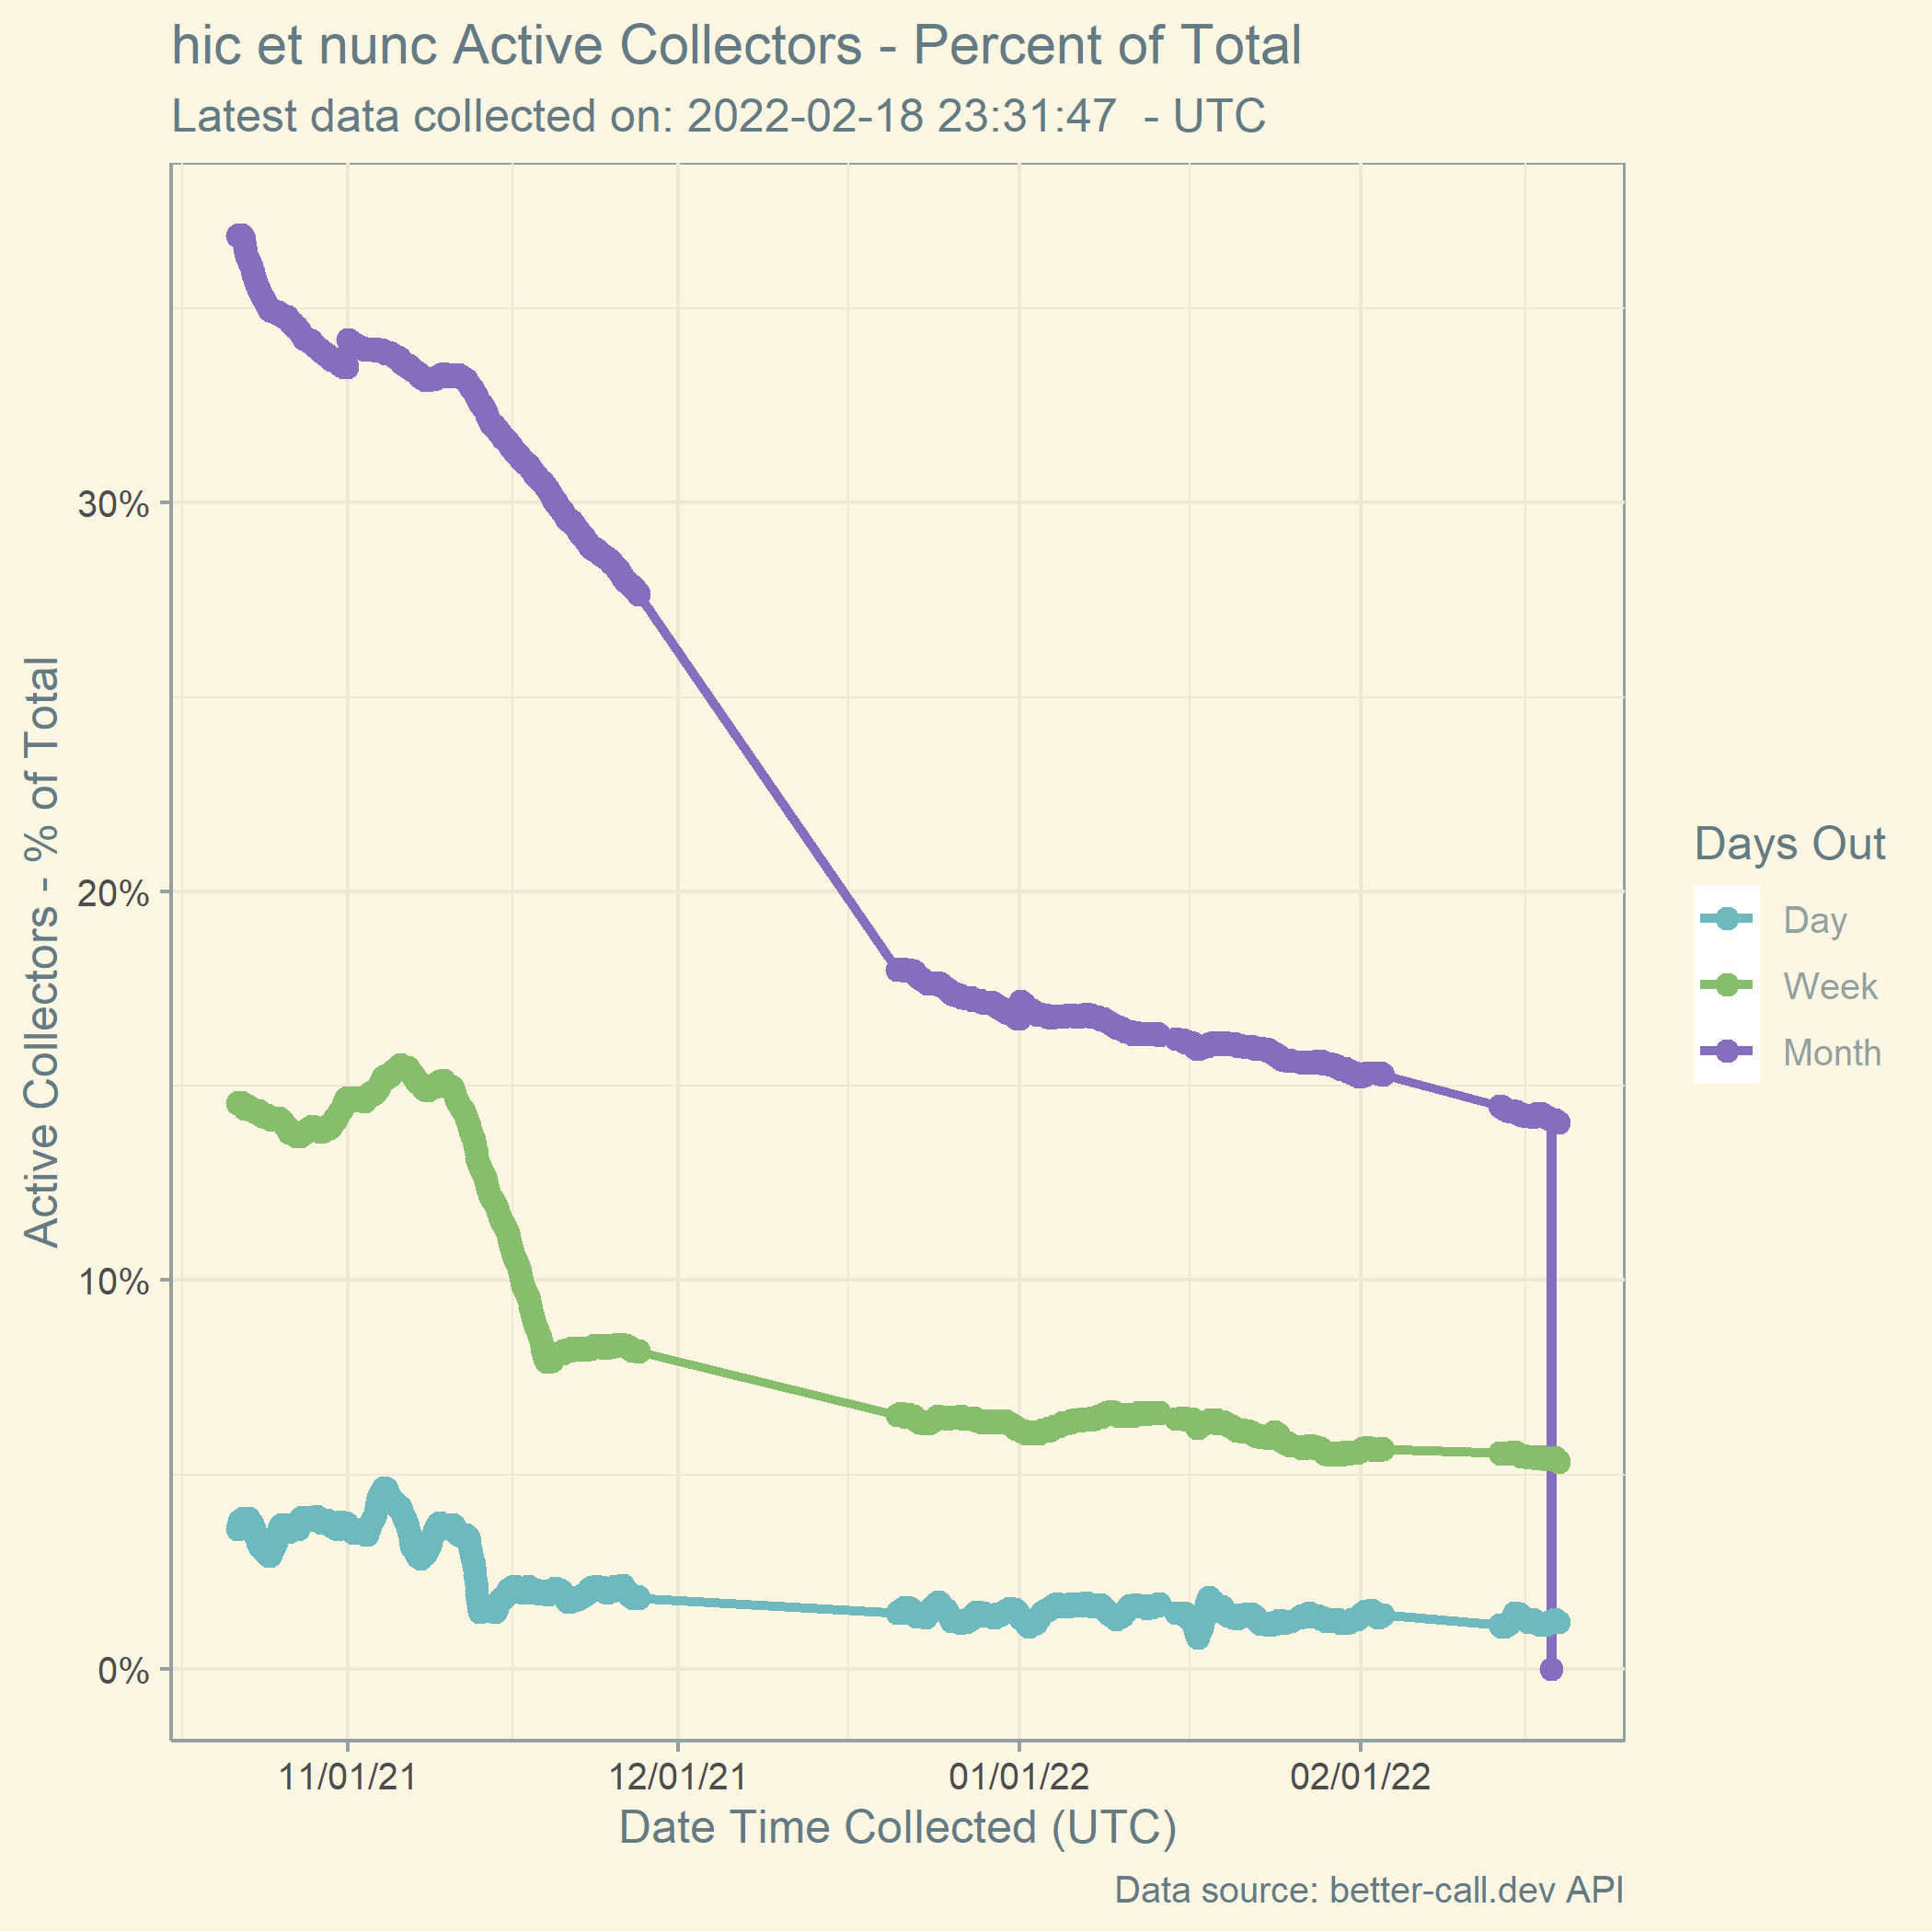 hic et nunc Active Collectors - Percent of Total
Latest data collected on: 2022-02-18 23:31:47  - UTC
Active Collectors - % of Total
30%
20%
10%
0%
11/01/21
12/01/21
01/01/22
02/01/22
Date Time Collected (UTC)
Days Out
Day
Week
Month
Data source: better-call.dev API